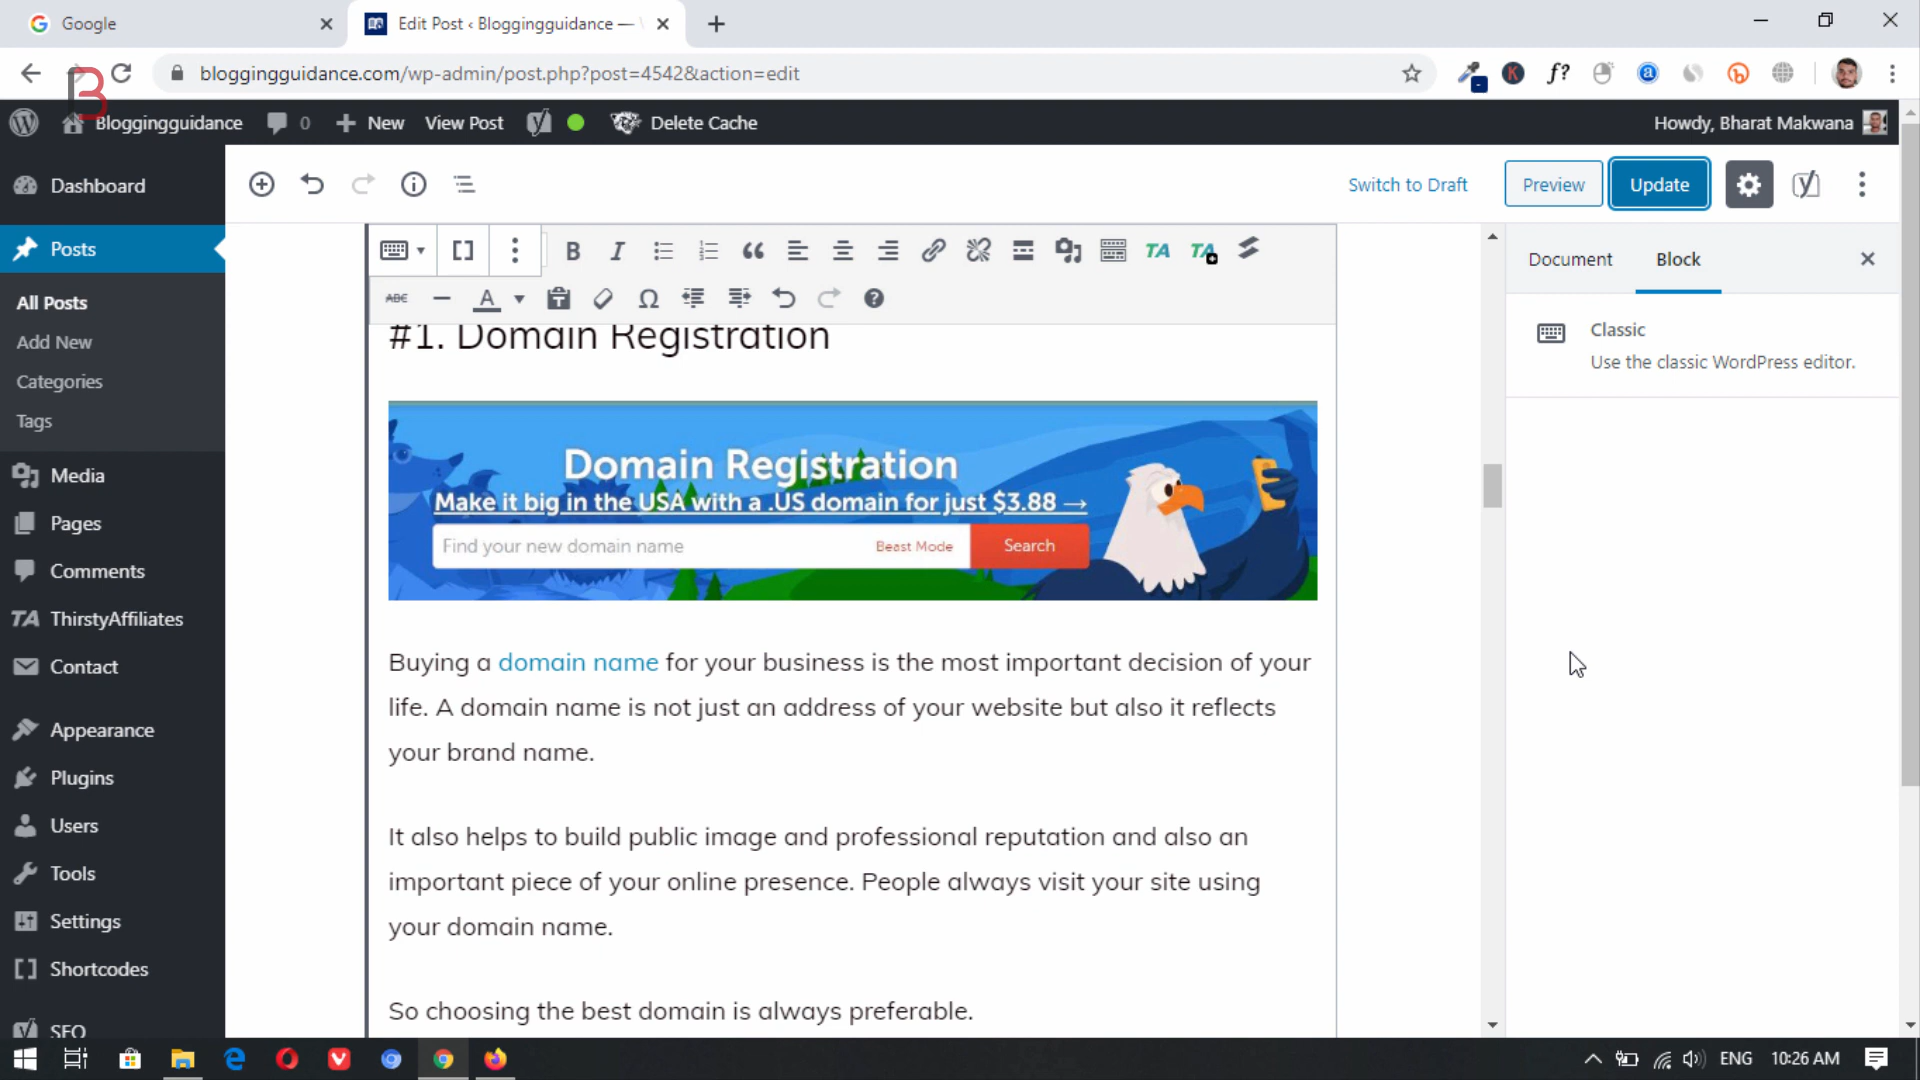 Google
Edit Post ‹ Bloggingguidance —
bloggingguidance.com/wp-admin/post.php?post=4542&action=edit
Bloggingguidance
0
New
View Post
Delete Cache
Howdy, Bharat Makwana
Dashboard
Posts
All Posts
Add New
Categories
Tags
Media
Pages
Comments
TA ThirstyAffiliates
Contact
Appearance
Plugins
Users
Tools
Settings
Shortcodes
SEO
Switch to Draft
Preview
Update
B I TA TA
ABC A Ω
#1. Domain Registration
Domain Registration
Make it big in the USA with a .US domain for just $3.88 →
Find your new domain name
Beast Mode
Search
Buying a domain name for your business is the most important decision of your
life. A domain name is not just an address of your website but also it reflects
your brand name.
It also helps to build public image and professional reputation and also an
important piece of your online presence. People always visit your site using
your domain name.
So choosing the best domain is always preferable.
Document
Block
Classic
Use the classic WordPress editor.
ENG
10:26 AM